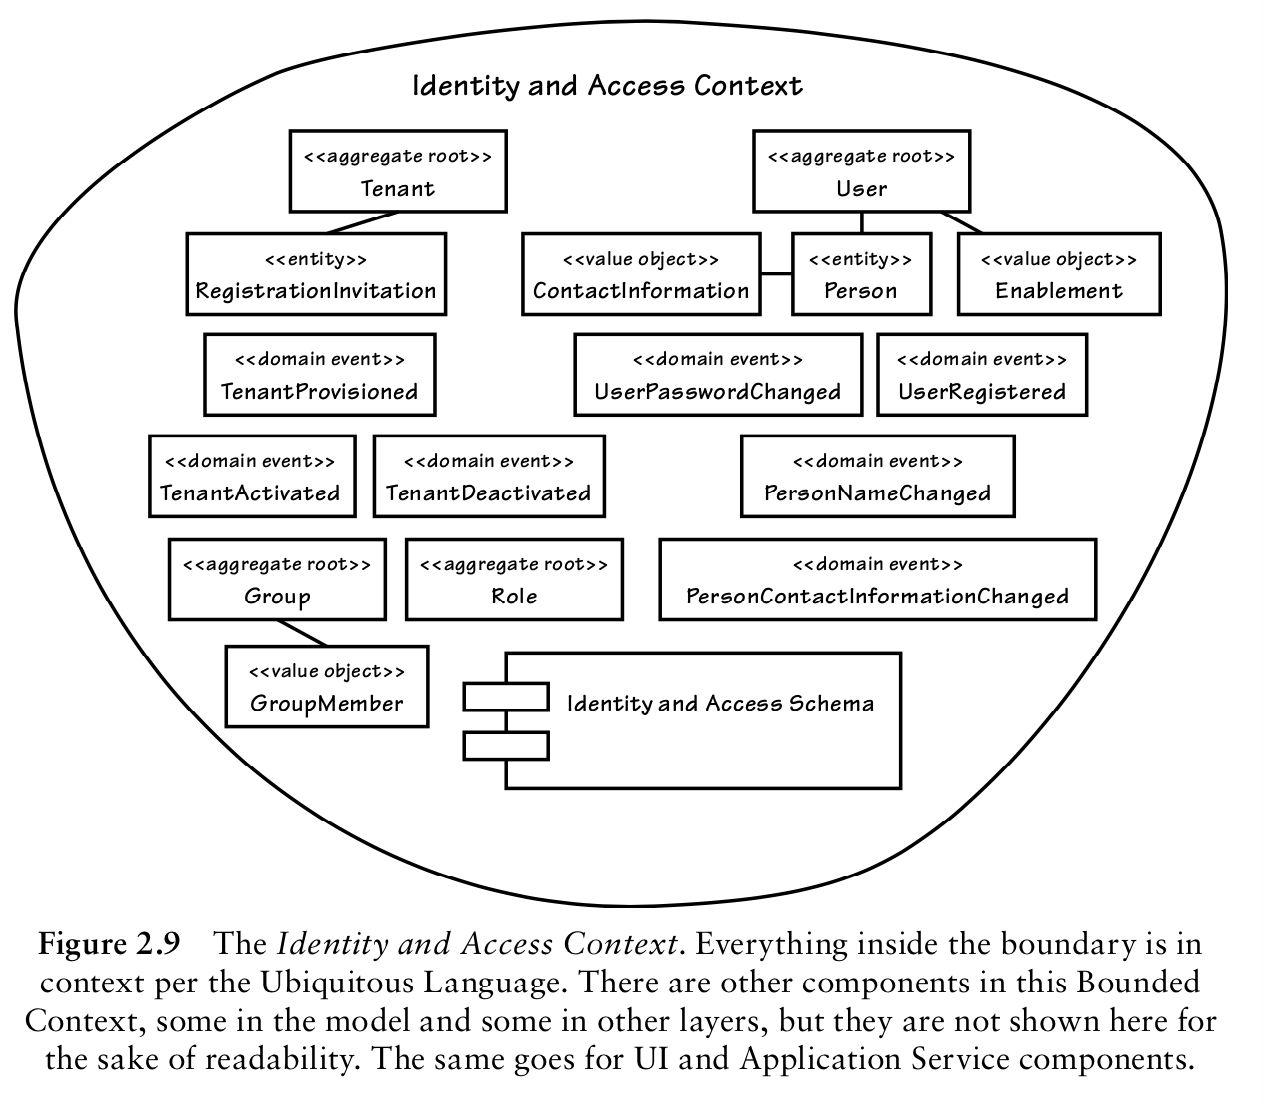 Identity and Access Context
<<aggregate root>>
Tenant
<<aggregate root>>
User
<<entity>>
RegistrationInvitation
<<value object>>
ContactInformation
<<entity>>
Person
<<value object>>
Enablement
<<domain event>>
TenantProvisioned
<<domain event>>
UserPasswordChanged
<<domain event>>
UserRegistered
<<domain event>>
TenantActivated
<<domain event>>
TenantDeactivated
<<domain event>>
PersonNameChanged
<<aggregate root>>
Group
<<aggregate root>>
Role
<<domain event>>
PersonContactInformationChanged
<<value object>>
GroupMember
Identity and Access Schema
Figure 2.9 The Identity and Access Context. Everything inside the boundary is in
context per the Ubiquitous Language. There are other components in this Bounded
Context, some in the model and some in other layers, but they are not shown here for
the sake of readability. The same goes for UI and Application Service components.